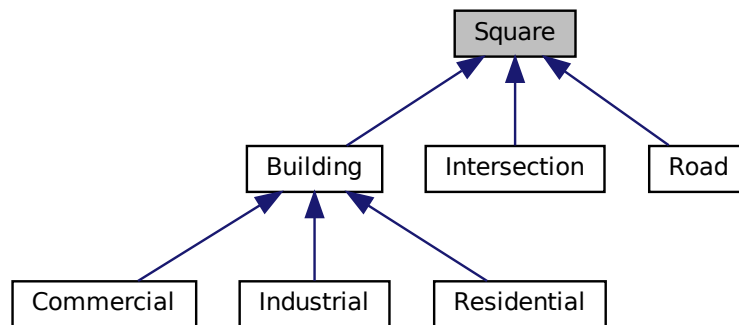 Square
Building
Intersection
Road
Commercial
Industrial
Residential